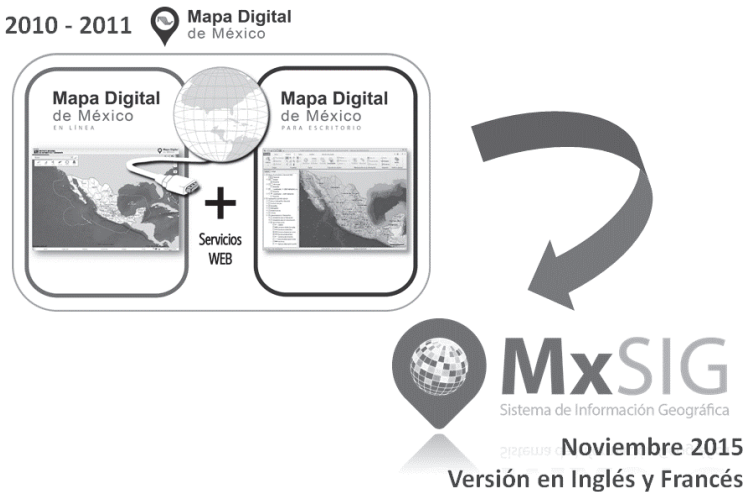 2010 - 2011
Mapa Digital
de México
Mapa Digital
de México
EN LÍNEA
Mapa Digital
de México
PARA ESCRITORIO
+
Servicios
WEB
MxSIG
Sistema de Información Geográfica
Noviembre 2015
Versión en Inglés y Francés